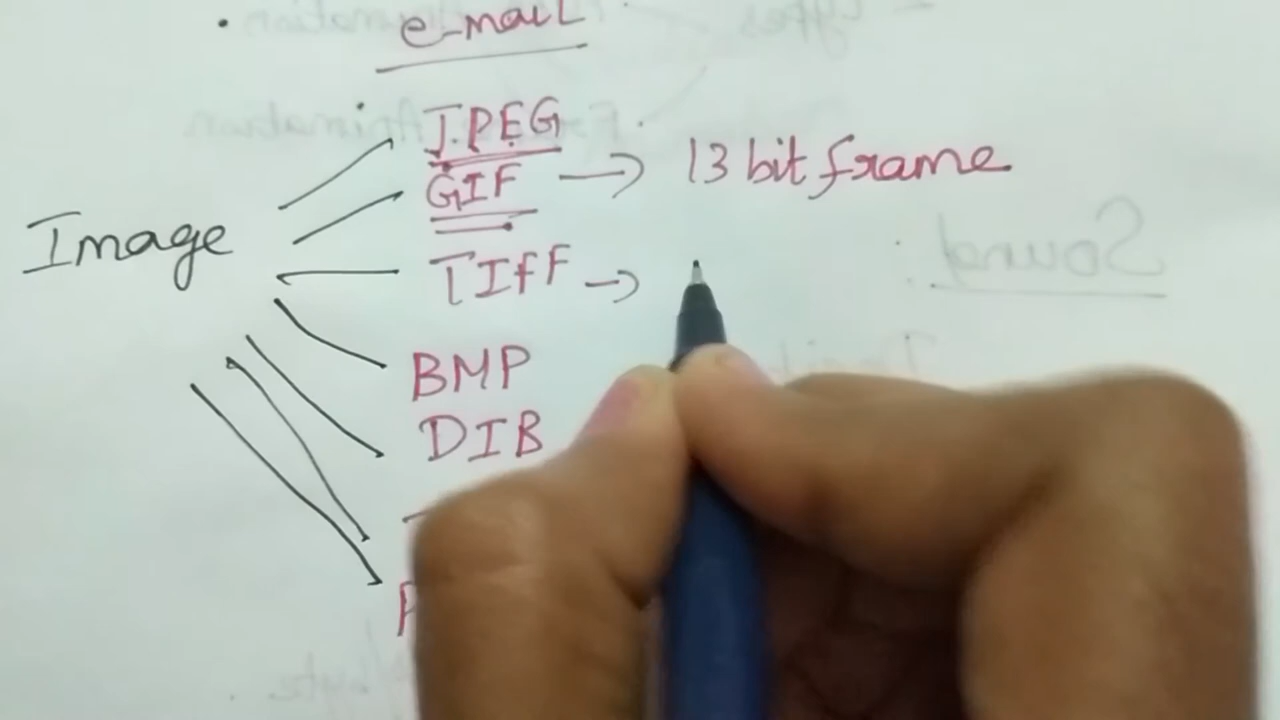 e-mail
JPEG
GIF → 13 bit frame
Image
TIFF →
BMP
DIB